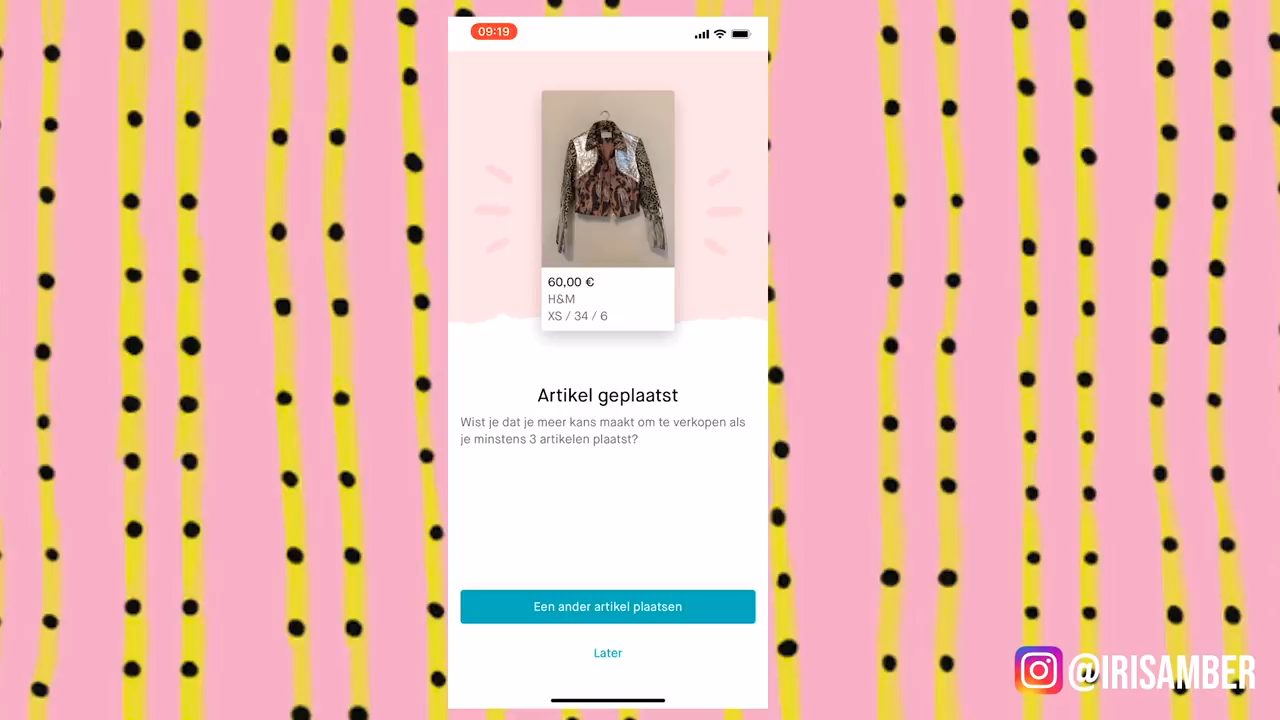 09:19
60,00 €
H&M
XS / 34 / 6
Artikel geplaatst
Wist je dat je meer kans maakt om te verkopen als
je minstens 3 artikelen plaatst?
Een ander artikel plaatsen
Later
@IRISAMBER